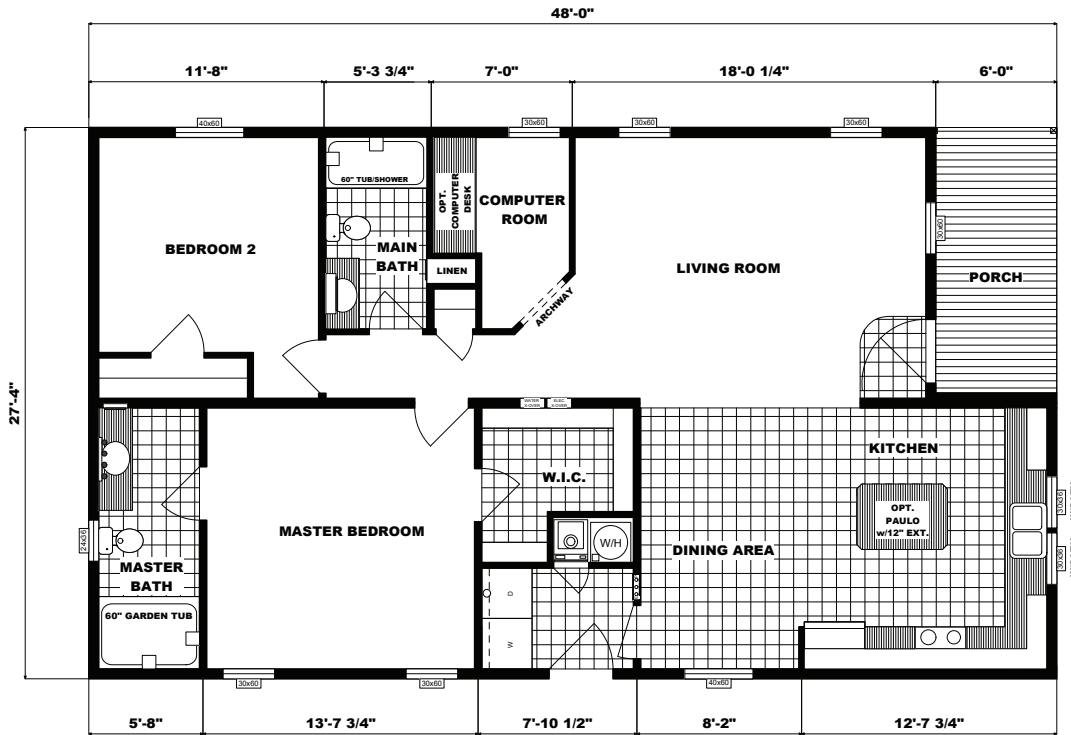 48'-0"
11'-8"
5'-3 3/4"
7'-0"
18'-0 1/4"
6'-0"
40x60
30x60
30x60
30x60
27'-4"
60" TUB/SHOWER
OPT.
COMPUTER
DESK
COMPUTER
ROOM
BEDROOM 2
MAIN
BATH
LINEN
ARCHWAY
LIVING ROOM
30x60
PORCH
WATER
X-OVER
ELEC.
X-OVER
KITCHEN
W.I.C.
OPT.
PAULO
w/12" EXT.
30x36
30x36
24x36
MASTER BEDROOM
W/H
DINING AREA
MASTER
BATH
60" GARDEN TUB
D
W
30x60
30x60
40x60
5'-8"
13'-7 3/4"
7'-10 1/2"
8'-2"
12'-7 3/4"